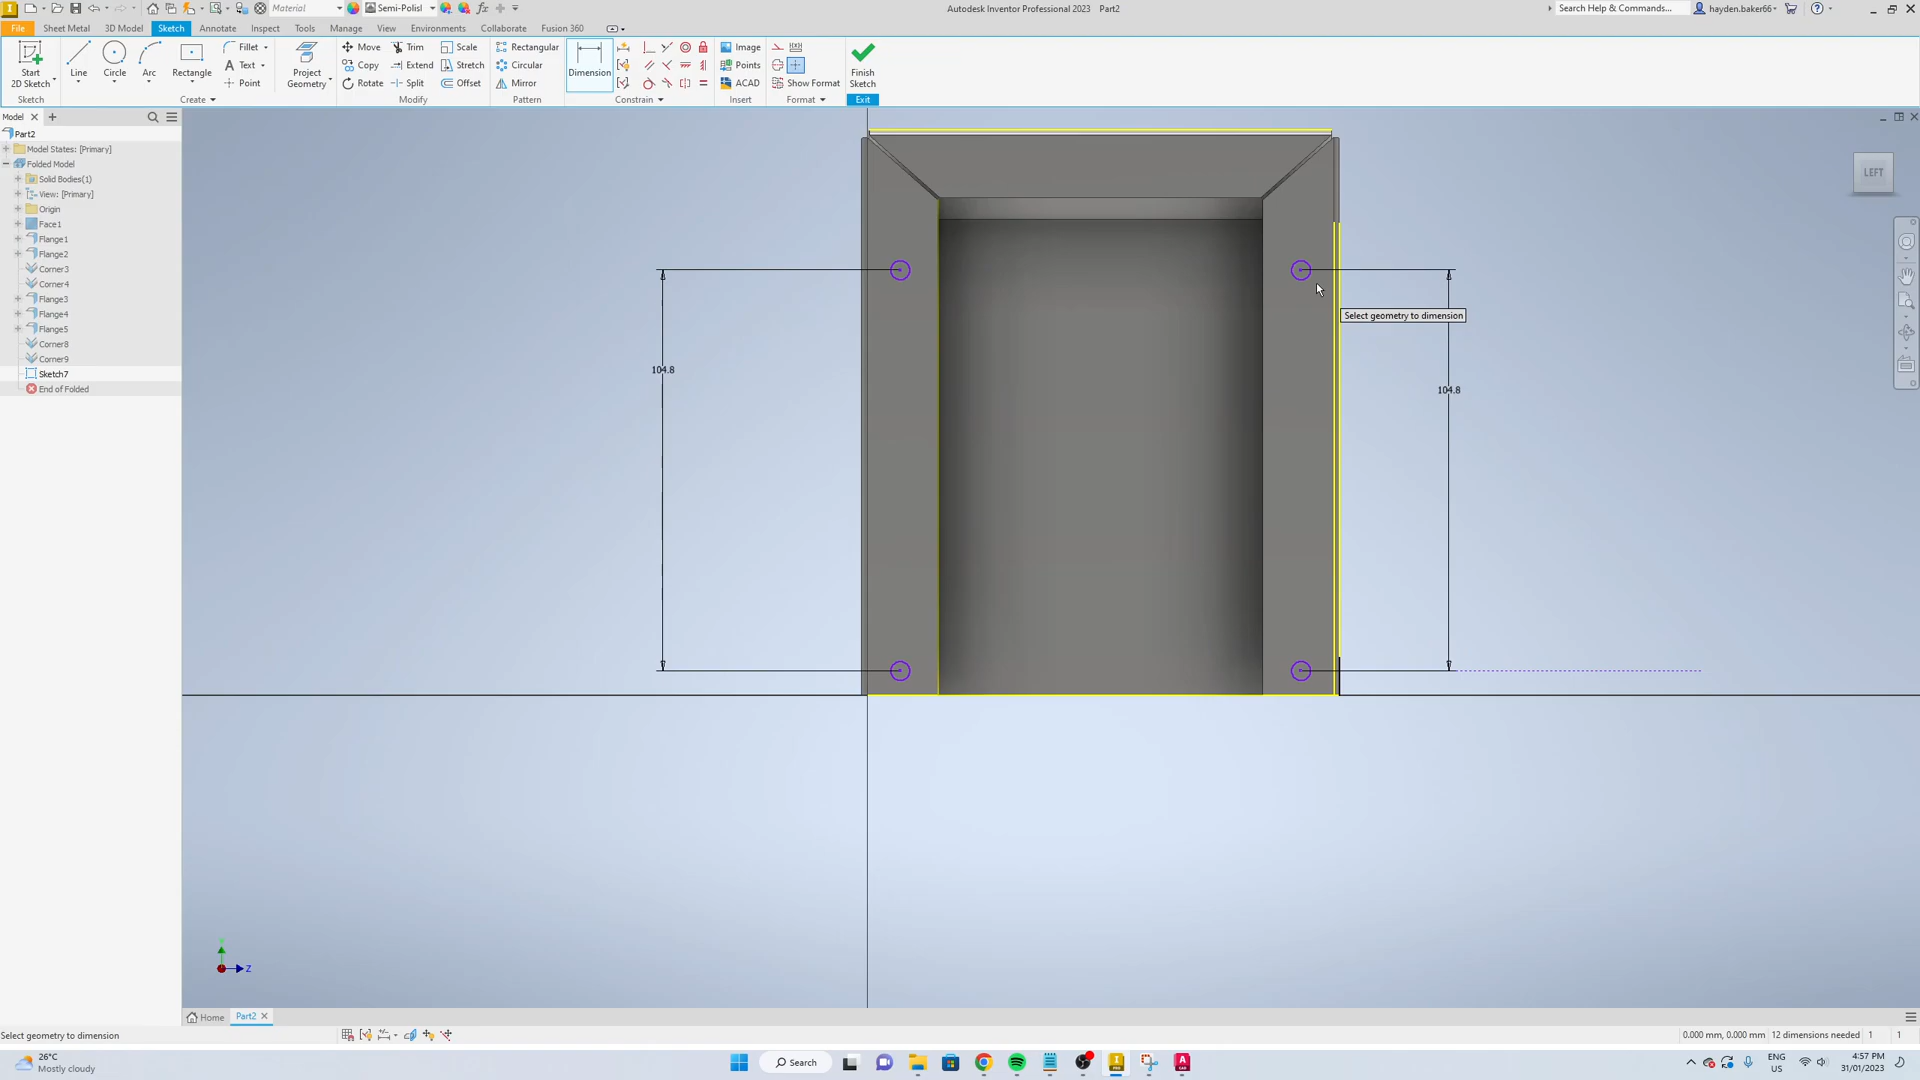 Material
Semi-Polisl
Autodesk Inventor Professional 2023 Part2
Search Help & Commands...
hayden.baker66
File Sheet Metal 3D Model Sketch Annotate Inspect Tools Manage View Environments Collaborate Fusion 360
Start
2D Sketch
Line
Circle
Arc
Rectangle
Fillet
Text
Point
Project
Geometry
Move
Copy
Rotate
Trim
Extend
Split
Scale
Stretch
Offset
Rectangular
Circular
Mirror
Dimension
Image
Points
ACAD
Show Format
Finish
Sketch
Sketch Create Modify Pattern Constrain Insert Format Exit
Model
Part2
Model States: [Primary]
Folded Model
Solid Bodies(1)
View: [Primary]
Origin
Face1
Flange1
Flange2
Corner3
Corner4
Flange3
Flange4
Flange5
Corner8
Corner9
Sketch7
End of Folded
LEFT
Select geometry to dimension
104.8
104.8
Z
Home Part2
Select geometry to dimension
0.000 mm, 0.000 mm 12 dimensions needed 1 1
26°C
Mostly cloudy
Search
ENG
US
4:57 PM
31/01/2023